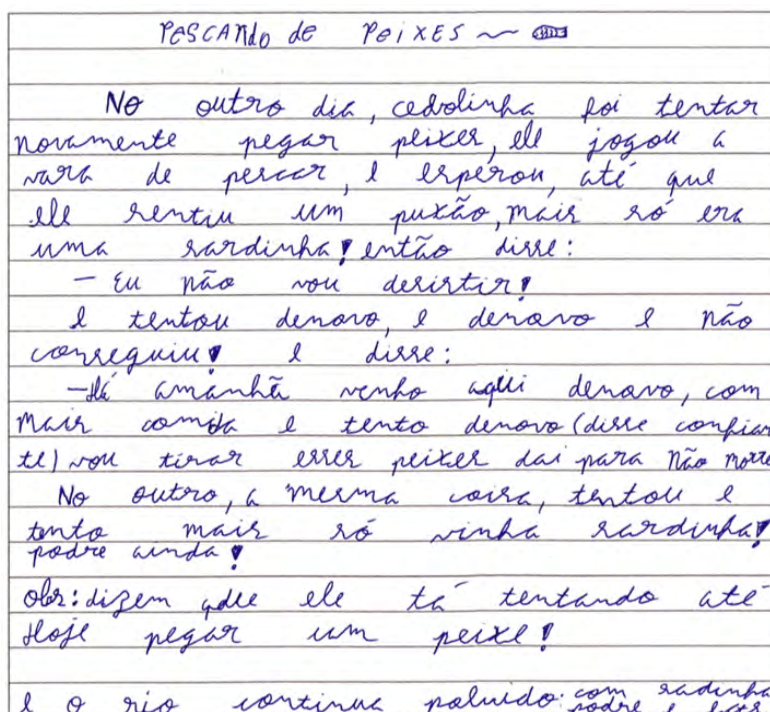 PESCANdo de PeiXES
No outro dia, cebolinha foi tentar
novamente pegar peixes, ele jogou a
vara de pescar, e esperou, até que
ele sentiu um puxão, mais só era
uma sardinha! então disse:
- Eu não vou desistir!
e tentou denovo, e denovo e não
conseguiu! e disse:
- Há amanhã venho aqui denovo, com
mais comida e tento denovo (disse confian
te) vou tirar esses peixes dai para não morre
No outro, a mesma coisa, tentou e
tento mais só vinha sardinha!
podre ainda!
obs: dizem que ele tá tentando até
Hoje pegar um peixe!
e o rio continua poluido: com sadinha
podre e